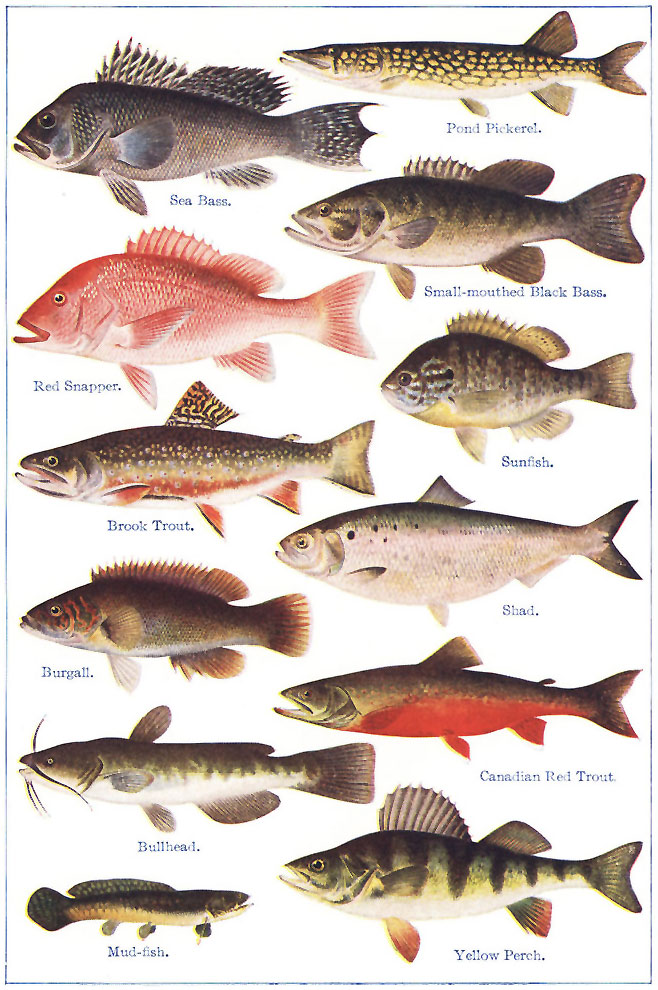 Pond Pickerel.
Sea Bass.
Small-mouthed Black Bass.
Red Snapper.
Sunfish.
Brook Trout.
Shad.
Burgall.
Canadian Red Trout.
Bullhead.
Mud-fish.
Yellow Perch.